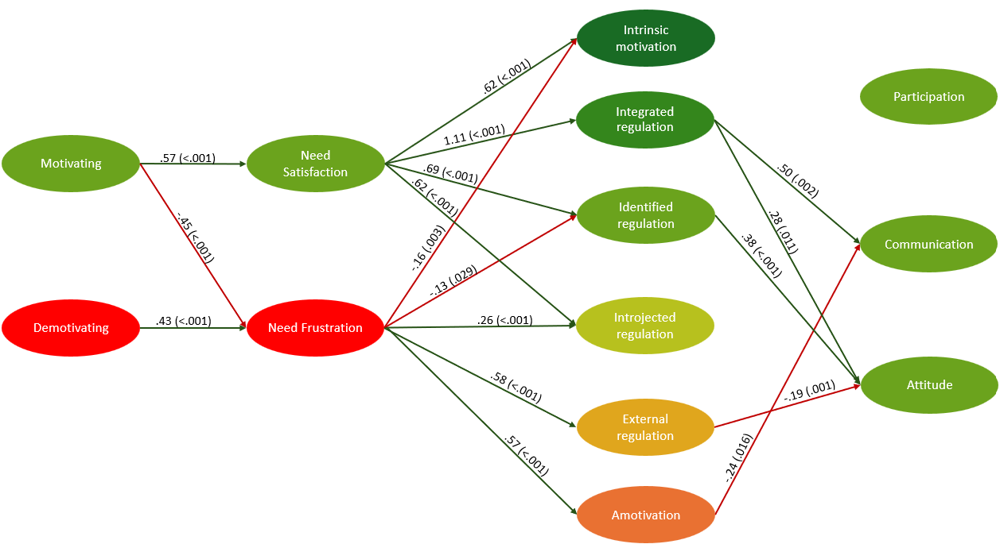 Intrinsic
motivation
.62 (<.001)
Participation
Integrated
regulation
1.11 (<.001)
Motivating
.57 (<.001)
Need
Satisfaction
.69 (<.001)
.62 (<.001)
.50 (.002)
Identified
regulation
.28 (.011)
-.45 (<.001)
-.16 (.003)
.38 (<.001)
Communication
-.13 (.029)
Demotivating
.43 (<.001)
Need Frustration
.26 (<.001)
Introjected
regulation
.58 (<.001)
-.19 (.001)
Attitude
External
regulation
.57 (<.001)
-.24 (.016)
Amotivation